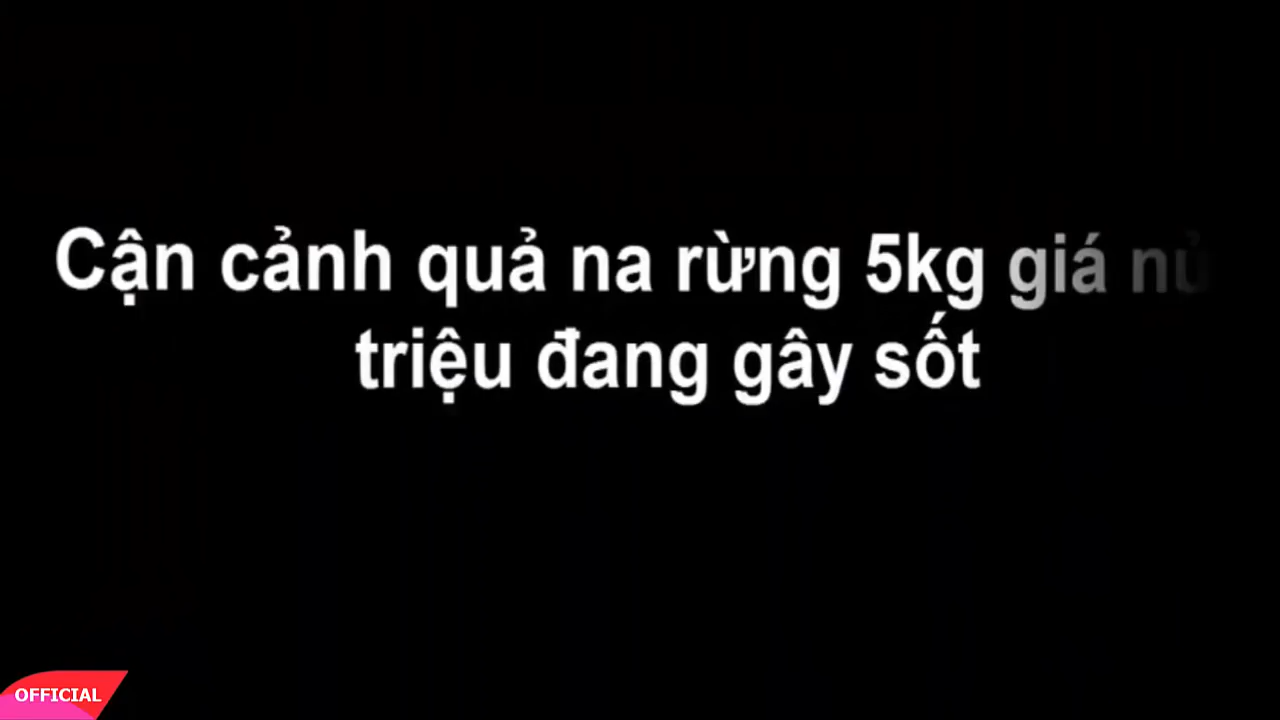 Cận cảnh quả na rừng 5kg giá
triệu đang gây sốt
OFFICIAL